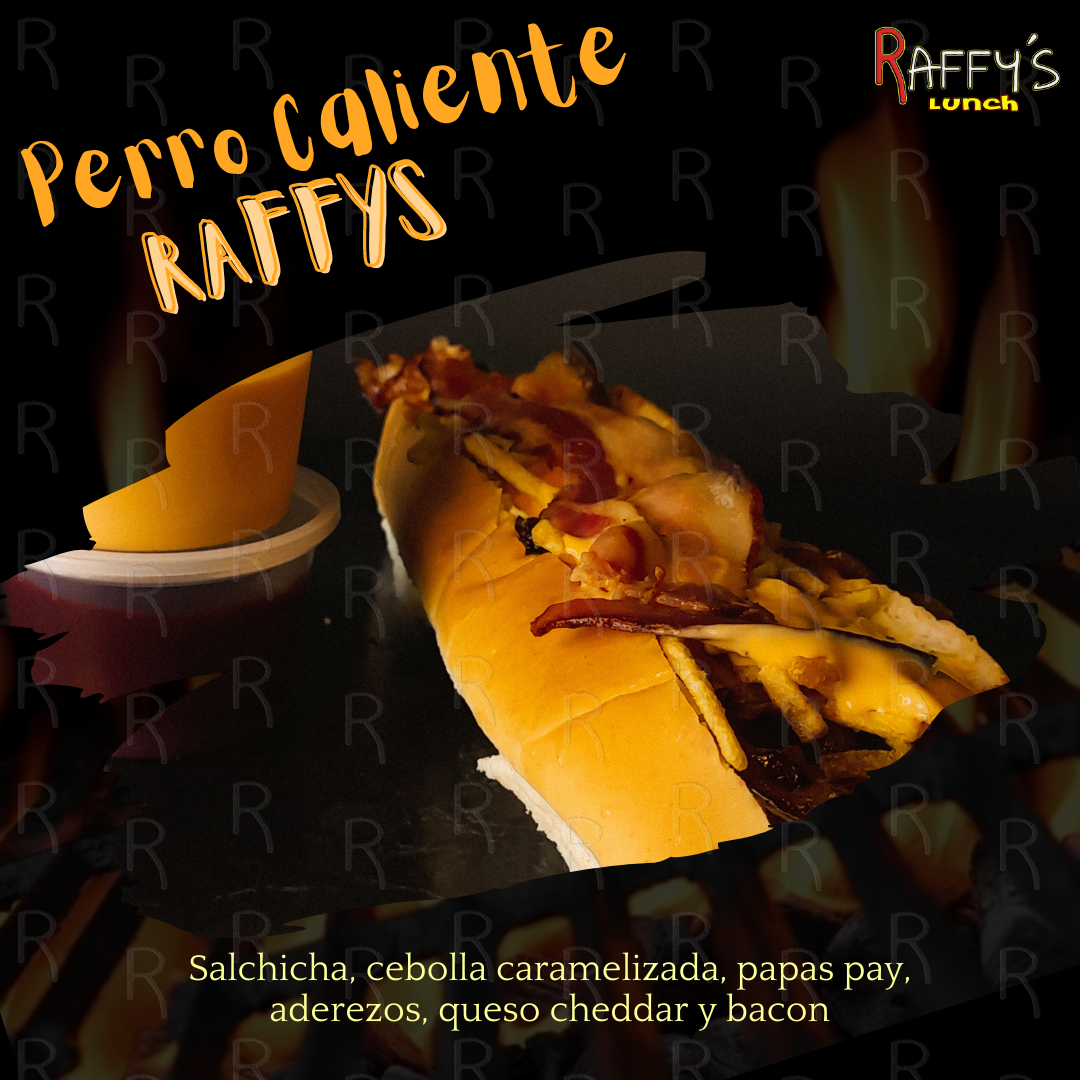 Perro Caliente
RAFFYS
RAFFY'S
LUNCH
Salchicha, cebolla caramelizada, papas pay,
aderezos, queso cheddar y bacon